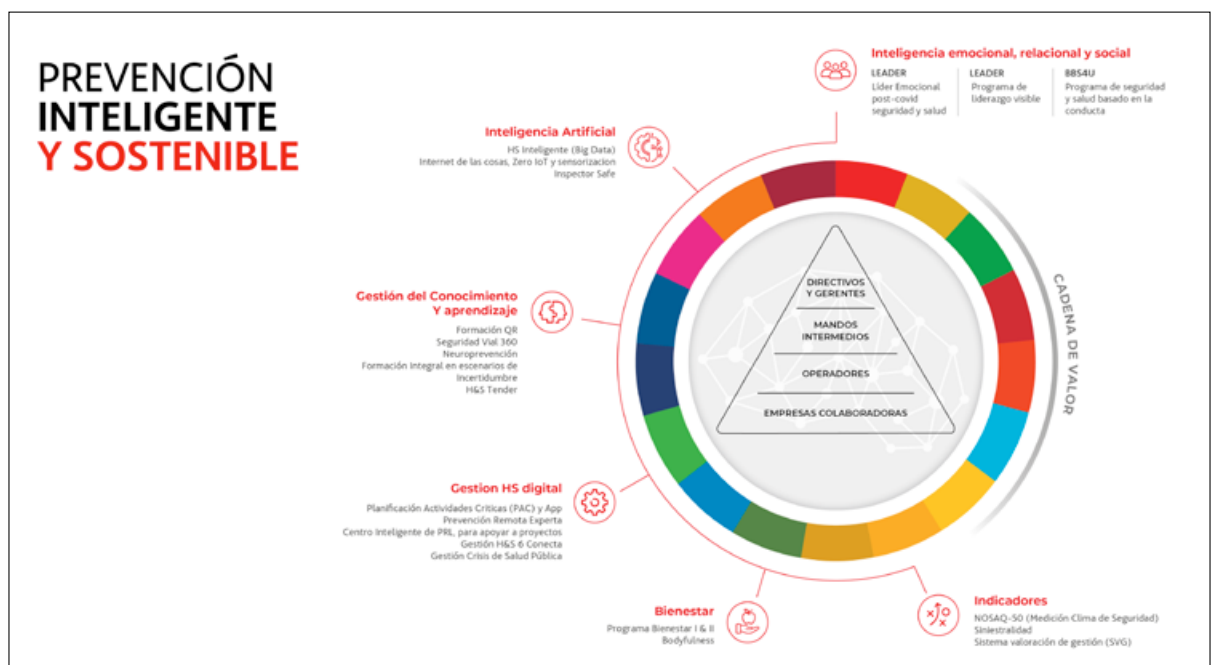 PREVENCIÓN
INTELIGENTE
Y SOSTENIBLE
Inteligencia emocional, relacional y social
LEADER
Líder Emocional
post-covid
seguridad y salud
LEADER
Programa de
liderazgo visible
BBS4U
Programa de seguridad
y salud basado en la
conducta
Inteligencia Artificial
HS Inteligente (Big Data)
Internet de las cosas, Zero IoT y sensorizacion
Inspector Safe
Gestión del Conocimiento
Y aprendizaje
Formación QR
Seguridad Vial 360
Neuroprevención
Formación Integral en escenarios de
Incertidumbre
H&S Tender
Gestion HS digital
Planificación Actividades Críticas (PAC) y App
Prevención Remota Experta
Centro Inteligente de PRL, para apoyar a proyectos
Gestión H&S 6 Conecta
Gestión Crisis de Salud Pública
Bienestar
Programa Bienestar I & II
Bodyfulness
Indicadores
NOSAQ-50 (Medición Clima de Seguridad)
Siniestralidad
Sistema valoración de gestión (SVG)
DIRECTIVOS
Y GERENTES
MANDOS
INTERMEDIOS
OPERADORES
EMPRESAS COLABORADORAS
CADENA DE VALOR